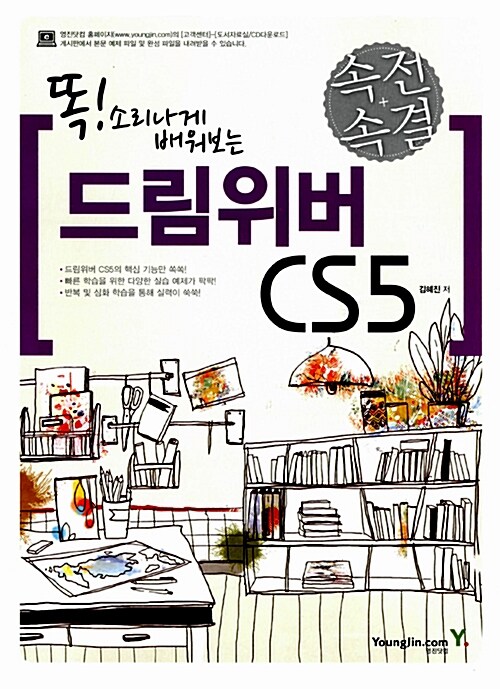 영진닷컴 홈페이지(www.youngjin.com)의 [고객센터]-[도서자료실/CD다운로드]
게시판에서 본문 예제 파일 및 완성 파일을 내려받을 수 있습니다.
속전
+
속결
똑! 소리나게
배워보는
드림위버
CS5
• 드림위버 CS5의 핵심 기능만 쏙쏙!
• 빠른 학습을 위한 다양한 실습 예제가 팍팍!
• 반복 및 심화 학습을 통해 실력이 쑥쑥!
김혜진 저
YoungJin.com Y.
영진닷컴